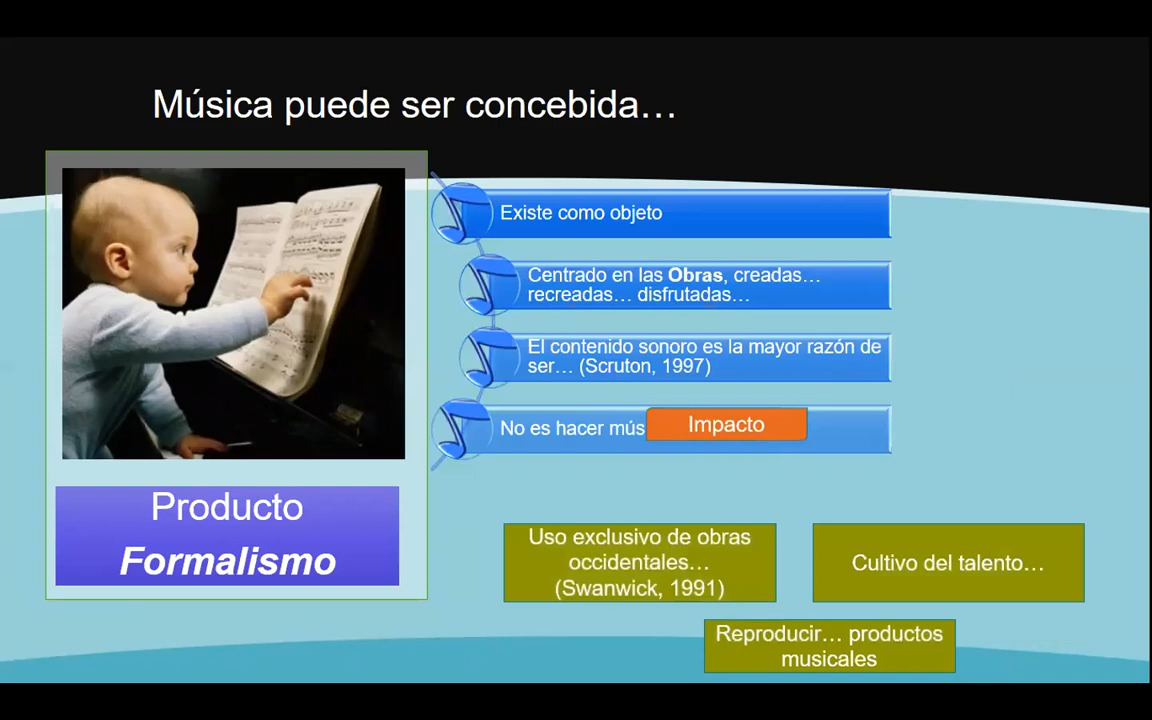 Música puede ser concebida…
Existe como objeto
Centrado en las Obras, creadas…
recreadas… disfrutadas…
El contenido sonoro es la mayor razón de
ser… (Scruton, 1997)
No es hacer mús
Impacto
Producto
Formalismo
Uso exclusivo de obras
occidentales…
(Swanwick, 1991)
Cultivo del talento…
Reproducir… productos
musicales